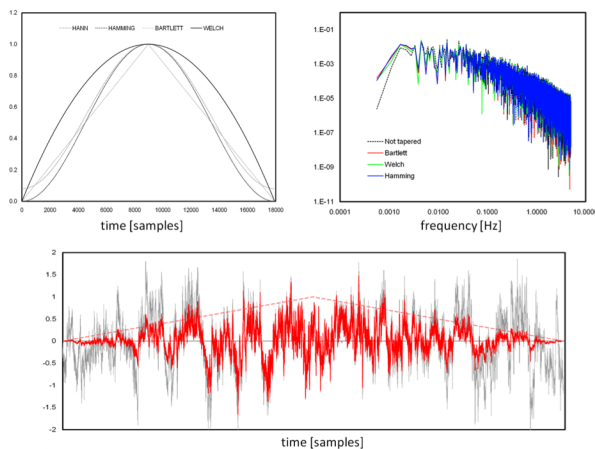 HANN HAMMING BARTLETT WELCH
1.2
1.0
0.8
0.6
0.4
0.2
0.0
0 2000 4000 6000 8000 10000 12000 14000 16000 18000
time [samples]
1.E-01
1.E-03
1.E-05
1.E-07
1.E-09
1.E-11
Not tapered
Bartlett
Welch
Hamming
0.0001 0.0010 0.0100 0.1000 1.0000 10.0000
frequency [Hz]
2
1.5
1
0.5
0
-0.5
-1
-1.5
-2
time [samples]